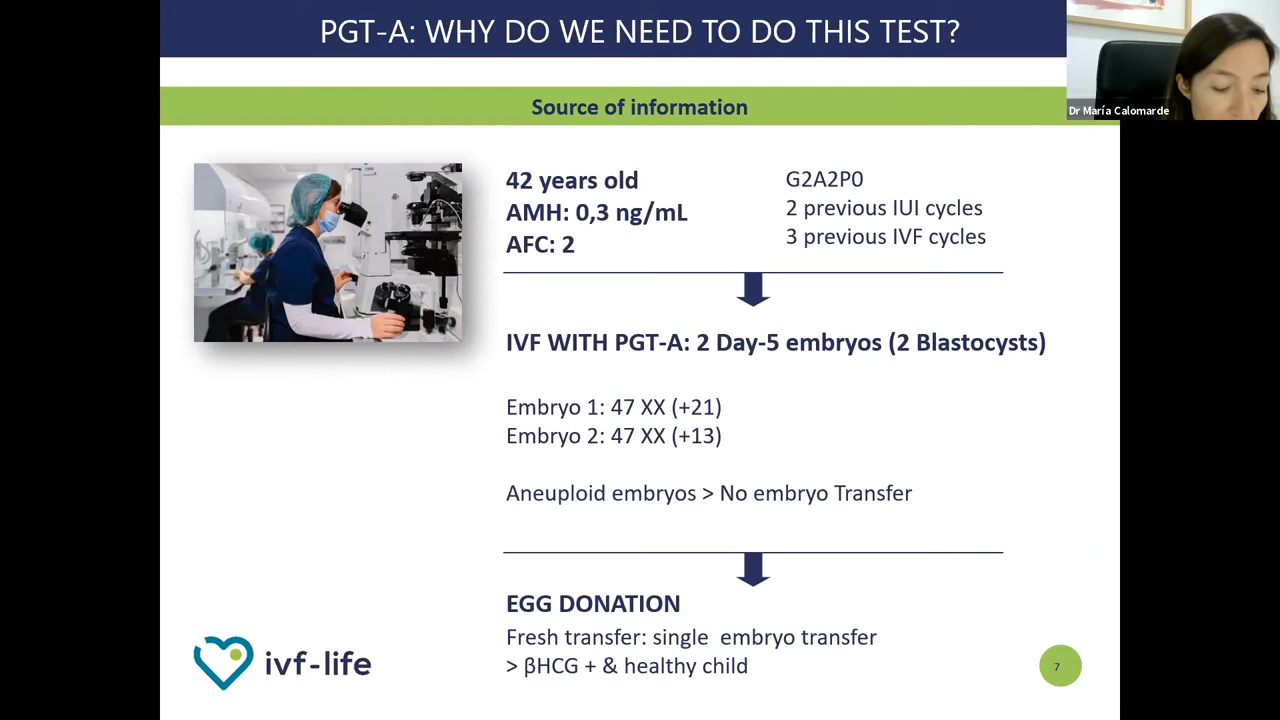 PGT-A: WHY DO WE NEED TO DO THIS TEST?
Dr María Calomarde
Source of information
42 years old
AMH: 0,3 ng/mL
AFC: 2
G2A2P0
2 previous IUI cycles
3 previous IVF cycles
IVF WITH PGT-A: 2 Day-5 embryos (2 Blastocysts)
Embryo 1: 47 XX (+21)
Embryo 2: 47 XX (+13)
Aneuploid embryos > No embryo Transfer
EGG DONATION
Fresh transfer: single embryo transfer
> βHCG + & healthy child
ivf-life
7